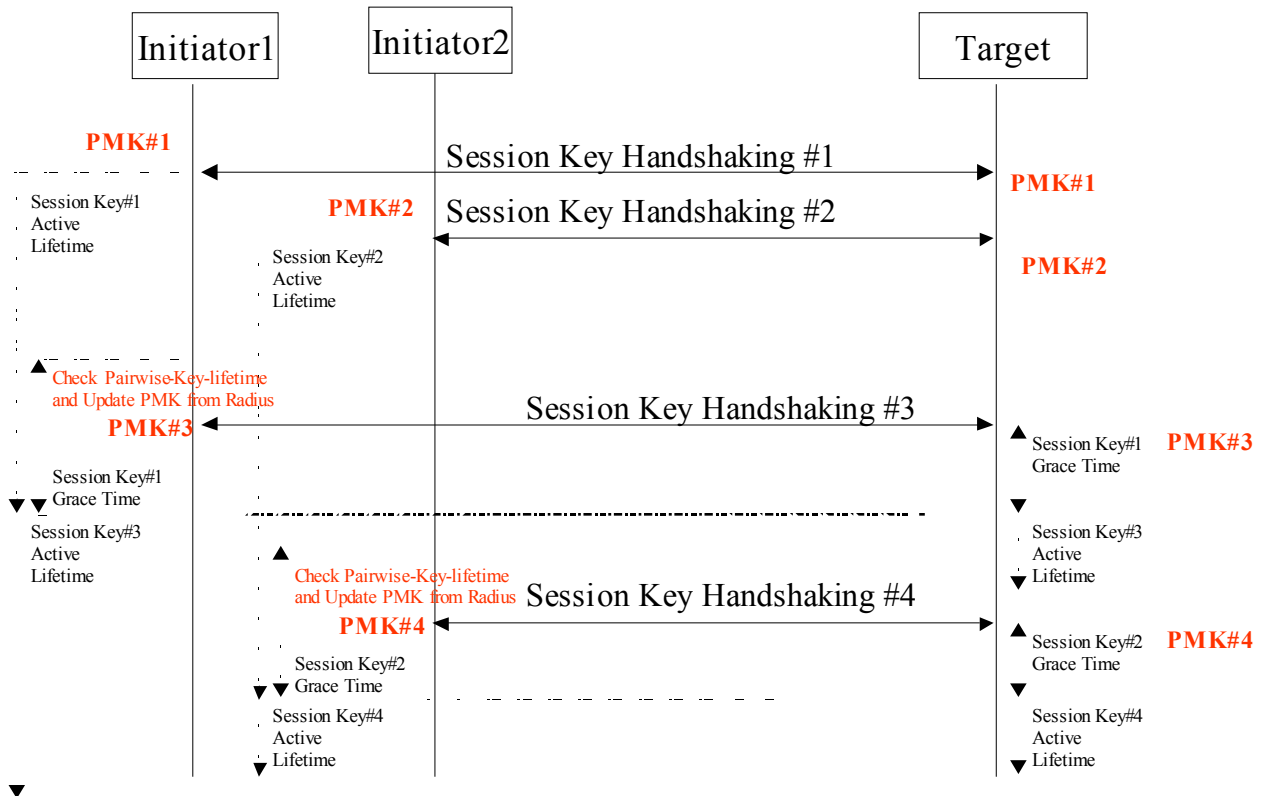 Initiator1
Initiator2
Target
PMK#1
Session Key Handshaking #1
PMK#1
Session Key#1
Active
Lifetime
PMK#2
Session Key Handshaking #2
Session Key#2
Active
Lifetime
PMK#2
Check Pairwise-Key-lifetime
and Update PMK from Radius
PMK#3
Session Key Handshaking #3
Session Key#1
Grace Time
PMK#3
Session Key#1
Grace Time
Session Key#3
Active
Lifetime
Session Key#3
Active
Lifetime
Check Pairwise-Key-lifetime
and Update PMK from Radius
PMK#4
Session Key Handshaking #4
Session Key#2
Grace Time
PMK#4
Session Key#2
Grace Time
Session Key#4
Active
Lifetime
Session Key#4
Active
Lifetime